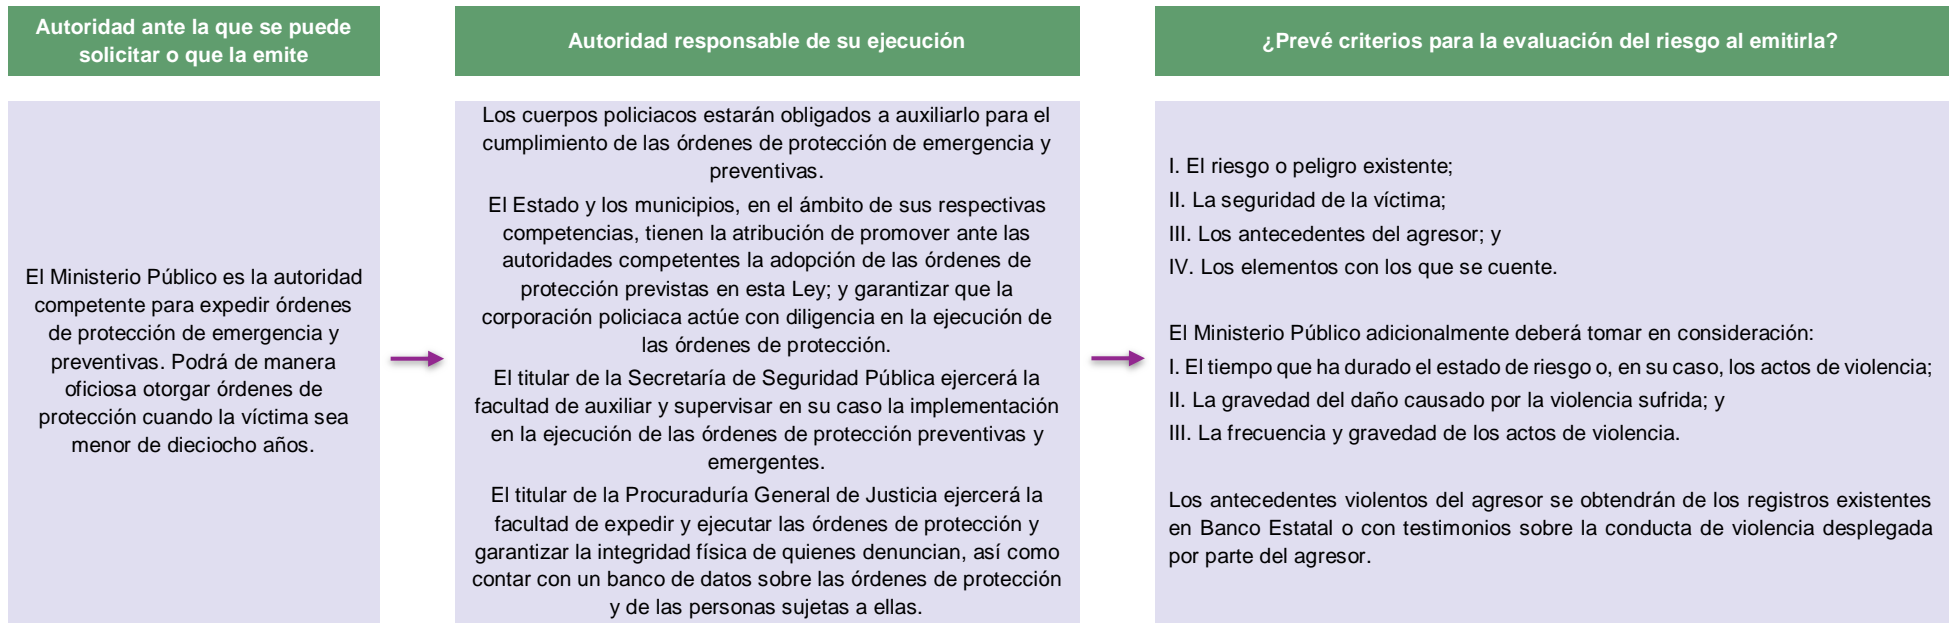 Autoridad ante la que se puede
solicitar o que la emite
El Ministerio Público es la autoridad
competente para expedir órdenes
de protección de emergencia y
preventivas. Podrá de manera
oficiosa otorgar órdenes de
protección cuando la víctima sea
menor de dieciocho años.
Autoridad responsable de su ejecución
Los cuerpos policiacos estarán obligados a auxiliarlo para el
cumplimiento de las órdenes de protección de emergencia y
preventivas.
El Estado y los municipios, en el ámbito de sus respectivas
competencias, tienen la atribución de promover ante las
autoridades competentes la adopción de las órdenes de
protección previstas en esta Ley; y garantizar que la
corporación policiaca actúe con diligencia en la ejecución de
las órdenes de protección.
El titular de la Secretaría de Seguridad Pública ejercerá la
facultad de auxiliar y supervisar en su caso la implementación
en la ejecución de las órdenes de protección preventivas y
emergentes.
El titular de la Procuraduría General de Justicia ejercerá la
facultad de expedir y ejecutar las órdenes de protección y
garantizar la integridad física de quienes denuncian, así como
contar con un banco de datos sobre las órdenes de protección
y de las personas sujetas a ellas.
¿Prevé criterios para la evaluación del riesgo al emitirla?
I. El riesgo o peligro existente;
II. La seguridad de la víctima;
III. Los antecedentes del agresor; y
IV. Los elementos con los que se cuente.
El Ministerio Público adicionalmente deberá tomar en consideración:
I. El tiempo que ha durado el estado de riesgo o, en su caso, los actos de violencia;
II. La gravedad del daño causado por la violencia sufrida; y
III. La frecuencia y gravedad de los actos de violencia.
Los antecedentes violentos del agresor se obtendrán de los registros existentes
en Banco Estatal o con testimonios sobre la conducta de violencia desplegada
por parte del agresor.